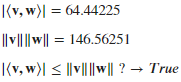 |⟨v, w⟩| = 64.44225
‖v‖‖w‖ = 146.56251
|⟨v, w⟩| ≤ ‖v‖‖w‖ ? → True